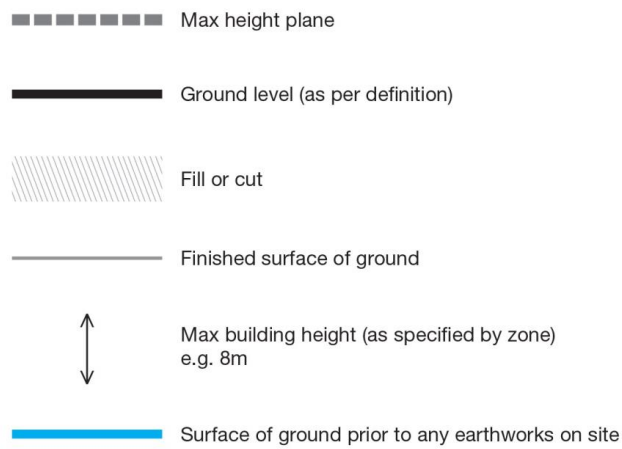 Max height plane
Ground level (as per definition)
Fill or cut
Finished surface of ground
Max building height (as specified by zone)
e.g. 8m
Surface of ground prior to any earthworks on site